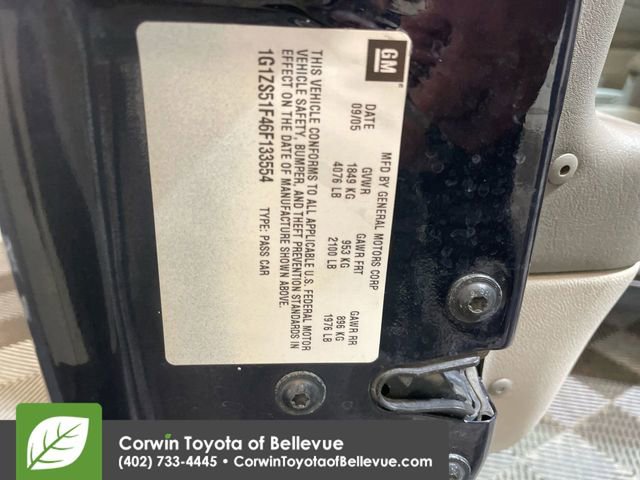 GM
MFD BY GENERAL MOTORS CORP
DATE GVWR GAWR FRT GAWR RR
09/05 1849 KG 953 KG 896 KG
4076 LB 2100 LB 1976 LB
THIS VEHICLE CONFORMS TO ALL APPLICABLE U.S. FEDERAL MOTOR
VEHICLE SAFETY, BUMPER, AND THEFT PREVENTION STANDARDS IN
EFFECT ON THE DATE OF MANUFACTURE SHOWN ABOVE.
1G1ZS51F46F133554 TYPE: PASS CAR
Corwin Toyota of Bellevue
(402) 733-4445 • CorwinToyotaofBellevue.com